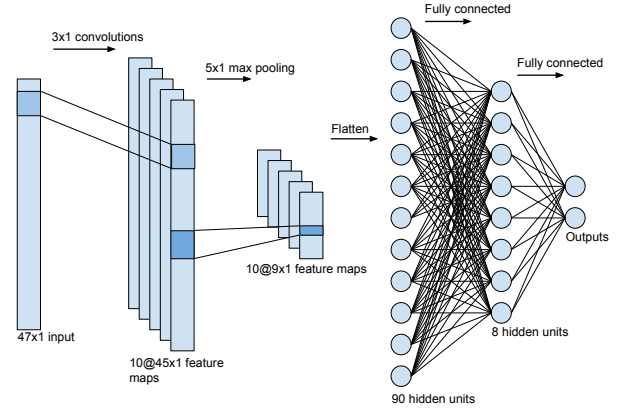 3x1 convolutions
5x1 max pooling
Flatten
Fully connected
Fully connected
47x1 input
10@45x1 feature
maps
10@9x1 feature maps
90 hidden units
8 hidden units
Outputs